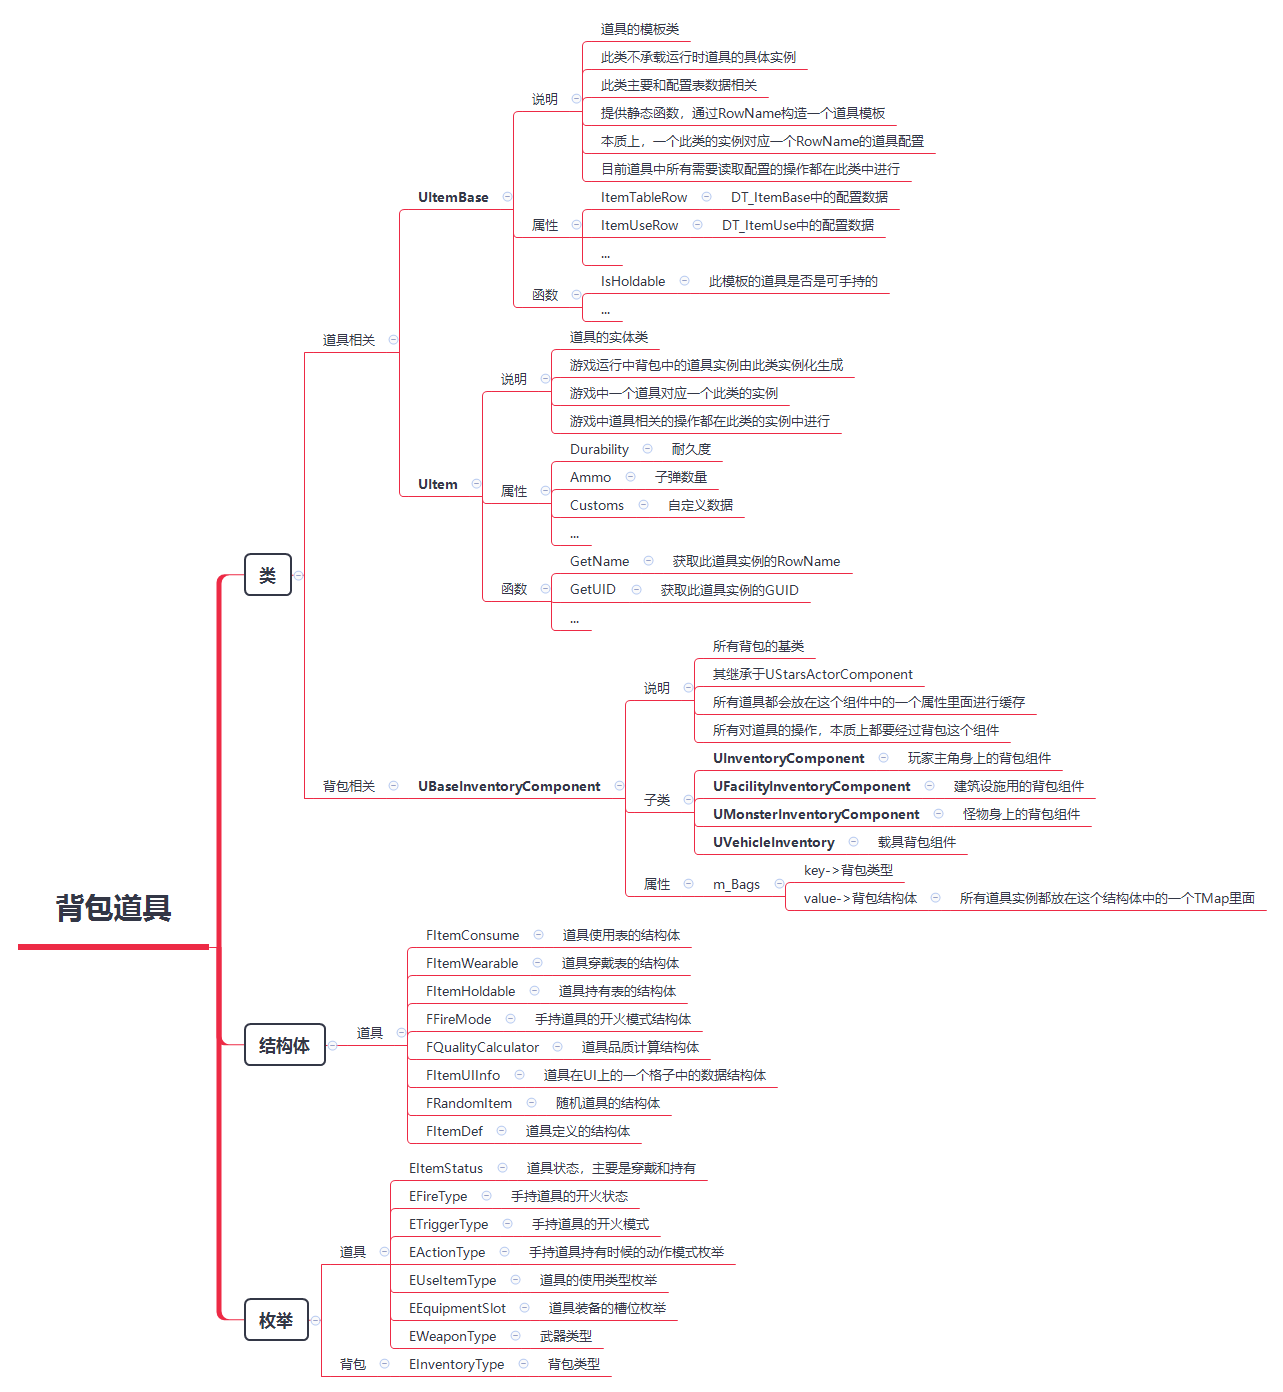 背包道具
类
道具相关
UItemBase
说明
道具的模板类
此类不承载运行时道具的具体实例
此类主要和配置表数据相关
提供静态函数，通过RowName构造一个道具模板
本质上，一个此类的实例对应一个RowName的道具配置
目前道具中所有需要读取配置的操作都在此类中进行
属性
ItemTableRow DT_ItemBase中的配置数据
ItemUseRow DT_ItemUse中的配置数据
...
函数
IsHoldable 此模板的道具是否是可手持的
...
UItem
说明
道具的实体类
游戏运行中背包中的道具实例由此类实例化生成
游戏中一个道具对应一个此类的实例
游戏中道具相关的操作都在此类的实例中进行
属性
Durability 耐久度
Ammo 子弹数量
Customs 自定义数据
...
函数
GetName 获取此道具实例的RowName
GetUID 获取此道具实例的GUID
...
背包相关
UBaseInventoryComponent
说明
所有背包的基类
其继承于UStarsActorComponent
所有道具都会放在这个组件中的一个属性里面进行缓存
所有对道具的操作，本质上都要经过背包这个组件
子类
UInventoryComponent 玩家主角身上的背包组件
UFacilityInventoryComponent 建筑设施用的背包组件
UMonsterInventoryComponent 怪物身上的背包组件
UVehicleInventory 载具背包组件
属性
m_Bags
key->背包类型
value->背包结构体 所有道具实例都放在这个结构体中的一个TMap里面
结构体
道具
FItemConsume 道具使用表的结构体
FItemWearable 道具穿戴表的结构体
FItemHoldable 道具持有表的结构体
FFireMode 手持道具的开火模式结构体
FQualityCalculator 道具品质计算结构体
FItemUIInfo 道具在UI上的一个格子中的数据结构体
FRandomItem 随机道具的结构体
FItemDef 道具定义的结构体
枚举
道具
EItemStatus 道具状态，主要是穿戴和持有
EFireType 手持道具的开火状态
ETriggerType 手持道具的开火模式
EActionType 手持道具持有时候的动作模式枚举
EUseItemType 道具的使用类型枚举
EEquipmentSlot 道具装备的槽位枚举
EWeaponType 武器类型
背包
EInventoryType 背包类型